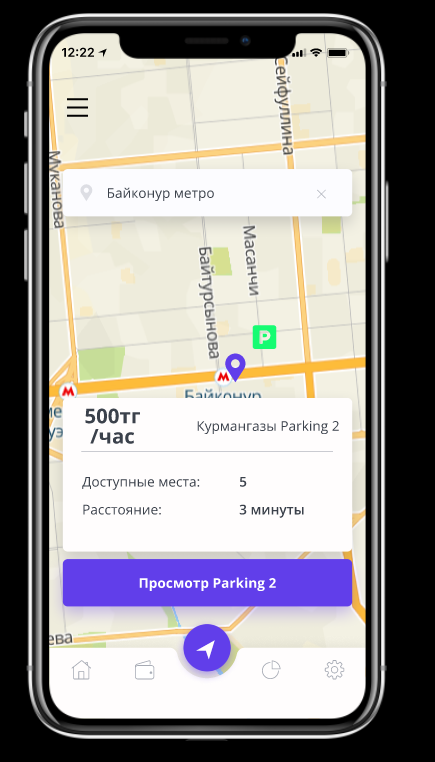 12:22
Сейфуллина
Муканова
Байконур метро
×
Масанчи
Байтурсынова
P
М
М
Байконур
500тг
/час
Курмангазы Parking 2
Доступные места: 5
Расстояние: 3 минуты
Просмотр Parking 2
ева